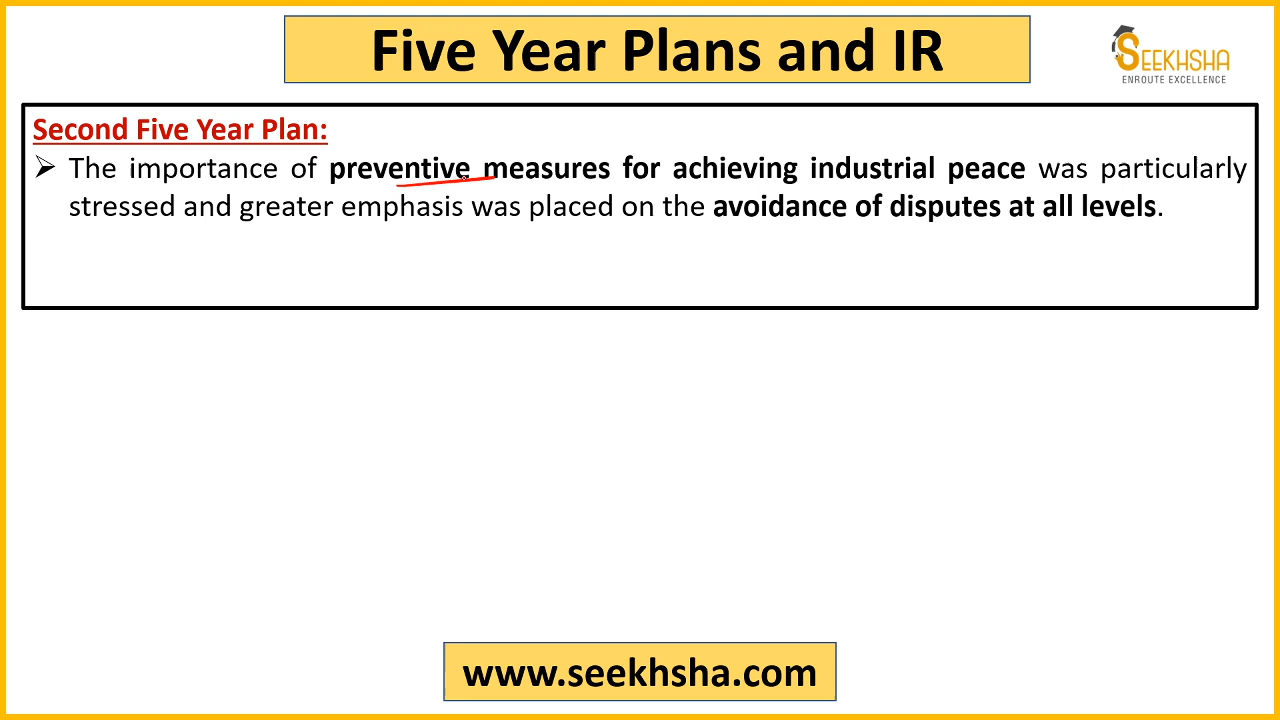 Five Year Plans and IR
SEEKHSHA
ENROUTE EXCELLENCE
Second Five Year Plan:
➢ The importance of preventive measures for achieving industrial peace was particularly
stressed and greater emphasis was placed on the avoidance of disputes at all levels.
www.seekhsha.com